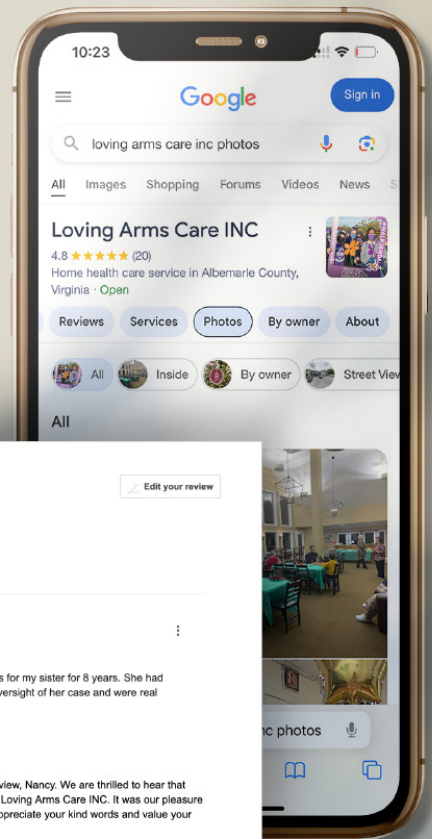 10:23
Google
Sign in
loving arms care inc photos
All Images Shopping Forums Videos News S
Loving Arms Care INC
4.8 (20)
Home health care service in Albemarle County,
Virginia · Open
Reviews Services Photos By owner About
All Inside By owner Street View
All
Edit your review
s for my sister for 8 years. She had
versight of her case and were real
view, Nancy. We are thrilled to hear that
Loving Arms Care INC. It was our pleasure
ppreciate your kind words and value your
nc photos